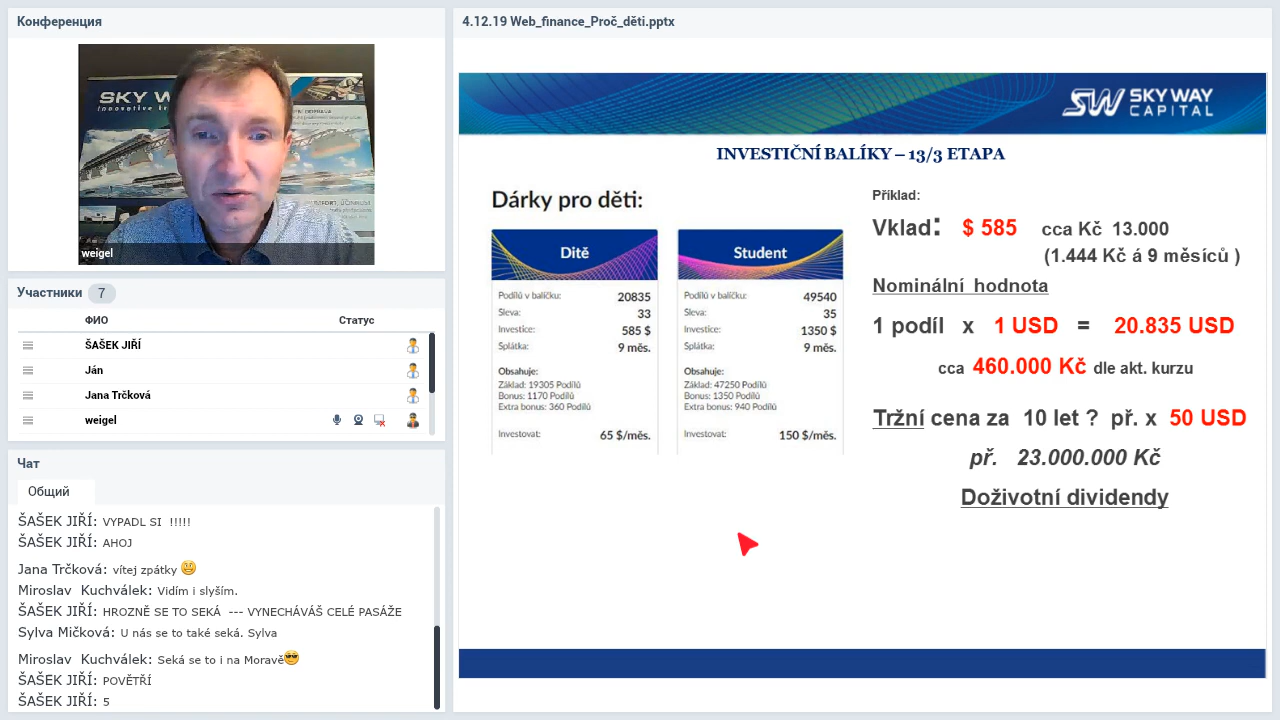 Конференция
SKY W
weigel
Участники 7
ФИО Статус
ŠAŠEK JIŘÍ
Ján
Jana Trčková
weigel
Чат
Общий
ŠAŠEK JIŘÍ: VYPADL SI !!!!!
ŠAŠEK JIŘÍ: AHOJ
Jana Trčková: vítej zpátky
Miroslav Kuchválek: Vidím i slyším.
ŠAŠEK JIŘÍ: HROZNĚ SE TO SEKÁ --- VYNECHÁVÁŠ CELÉ PASÁŽE
Sylva Mičková: U nás se to také seká. Sylva
Miroslav Kuchválek: Seká se to i na Moravě
ŠAŠEK JIŘÍ: POVĚTŘÍ
ŠAŠEK JIŘÍ: 5
4.12.19 Web_finance_Proč_děti.pptx
SW SKY WAY
CAPITAL
INVESTIČNÍ BALÍKY – 13/3 ETAPA
Dárky pro děti:
Ditě
Podílů v balíčku: 20835
Sleva: 33
Investice: 585 $
Splátka: 9 měs.
Obsahuje:
Základ: 19305 Podílů
Bonus: 1170 Podílů
Extra bonus: 360 Podílů
Investovat: 65 $/měs.
Student
Podílů v balíčku: 49540
Sleva: 35
Investice: 1350 $
Splátka: 9 měs.
Obsahuje:
Základ: 47250 Podílů
Bonus: 1350 Podílů
Extra bonus: 940 Podílů
Investovat: 150 $/měs.
Příklad:
Vklad: $ 585 cca Kč 13.000
(1.444 Kč á 9 měsíců )
Nominální hodnota
1 podíl x 1 USD = 20.835 USD
cca 460.000 Kč dle akt. kurzu
Tržní cena za 10 let ? př. x 50 USD
př. 23.000.000 Kč
Doživotní dividendy